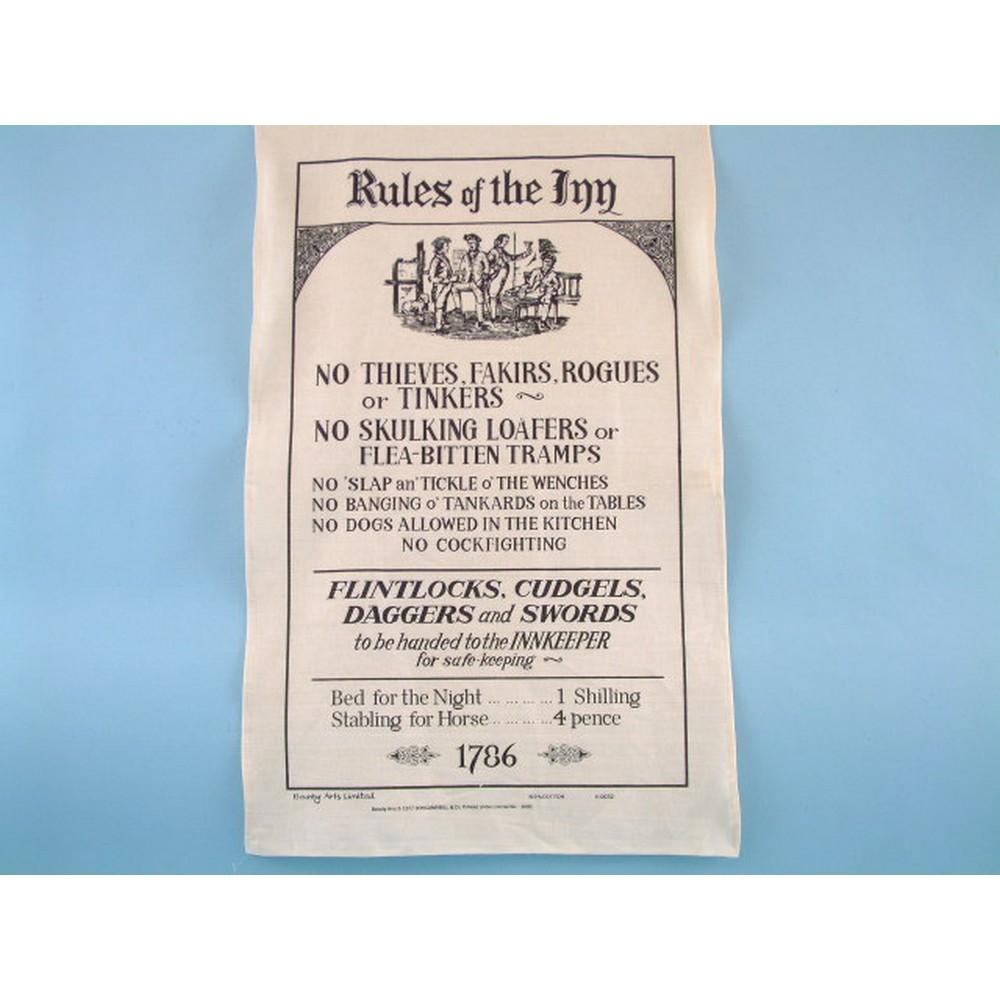 Rules of the Inn
NO THIEVES, FAKIRS, ROGUES
or TINKERS ~
NO SKULKING LOAFERS or
FLEA-BITTEN TRAMPS
NO 'SLAP an' TICKLE o' THE WENCHES
NO BANGING o' TANKARDS on the TABLES
NO DOGS ALLOWED IN THE KITCHEN
NO COCKFIGHTING
FLINTLOCKS, CUDGELS,
DAGGERS and SWORDS
to be handed to the INNKEEPER
for safe-keeping ~
Bed for the Night ... ... ... ... 1 Shilling
Stabling for Horse ... ... ... ... 4 pence
1786
Bounty Arts Limited